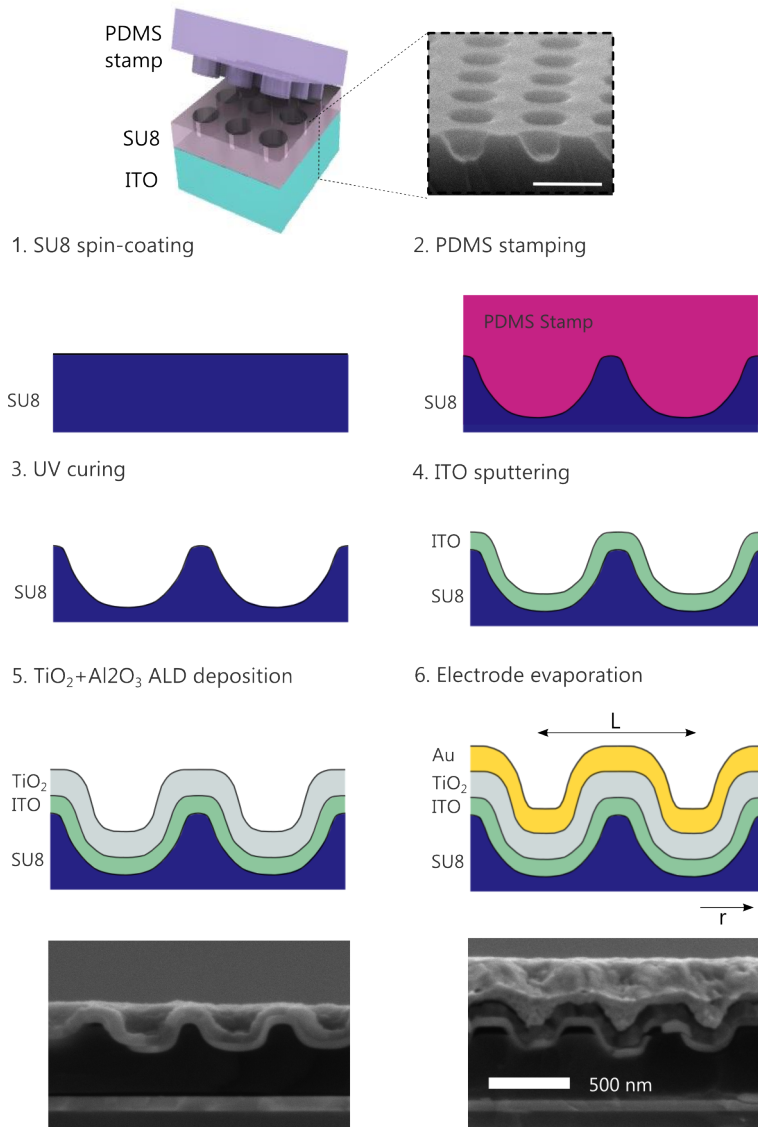 PDMS
stamp
SU8
ITO
1. SU8 spin-coating
2. PDMS stamping
SU8
PDMS Stamp
SU8
3. UV curing
4. ITO sputtering
SU8
ITO
SU8
5. TiO₂+Al2O₃ ALD deposition
6. Electrode evaporation
TiO₂
ITO
SU8
L
Au
TiO₂
ITO
SU8
r
500 nm